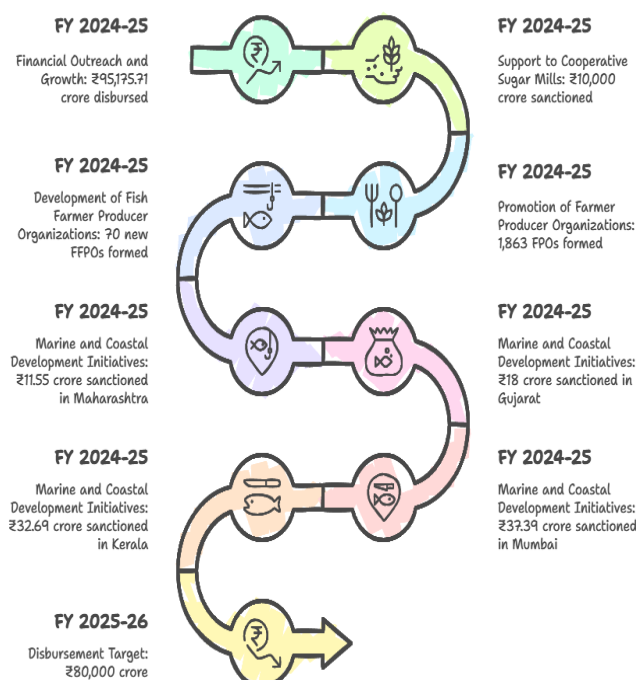 FY 2024-25
Financial Outreach and
Growth: ₹95,175.71
crore disbursed
FY 2024-25
Support to Cooperative
Sugar Mills: ₹10,000
crore sanctioned
FY 2024-25
Promotion of Farmer
Producer Organizations:
1,863 FPOs formed
FY 2024-25
Development of Fish
Farmer Producer
Organizations: 70 new
FFPOs formed
FY 2024-25
Marine and Coastal
Development Initiatives:
₹11.55 crore sanctioned
in Maharashtra
FY 2024-25
Marine and Coastal
Development Initiatives:
₹18 crore sanctioned in
Gujarat
FY 2024-25
Marine and Coastal
Development Initiatives:
₹37.39 crore sanctioned
in Mumbai
FY 2024-25
Marine and Coastal
Development Initiatives:
₹32.69 crore sanctioned
in Kerala
FY 2025-26
Disbursement Target:
₹80,000 crore